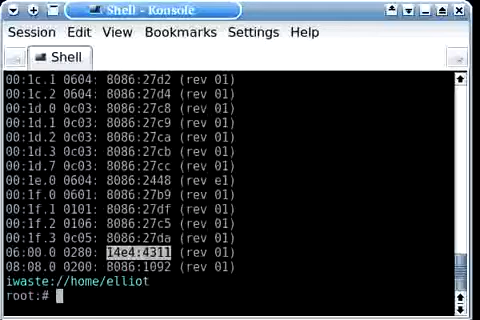 Shell - Konsole
Session Edit View Bookmarks Settings Help
Shell
00:1c.1 0604: 8086:27d2 (rev 01)
00:1c.2 0604: 8086:27d4 (rev 01)
00:1d.0 0c03: 8086:27c8 (rev 01)
00:1d.1 0c03: 8086:27c9 (rev 01)
00:1d.2 0c03: 8086:27ca (rev 01)
00:1d.3 0c03: 8086:27cb (rev 01)
00:1d.7 0c03: 8086:27cc (rev 01)
00:1e.0 0604: 8086:2448 (rev e1)
00:1f.0 0601: 8086:27b9 (rev 01)
00:1f.1 0101: 8086:27df (rev 01)
00:1f.2 0106: 8086:27c5 (rev 01)
00:1f.3 0c05: 8086:27da (rev 01)
06:00.0 0280: 14e4:4311 (rev 01)
08:08.0 0200: 8086:1092 (rev 01)
iwaste://home/elliot
root:#